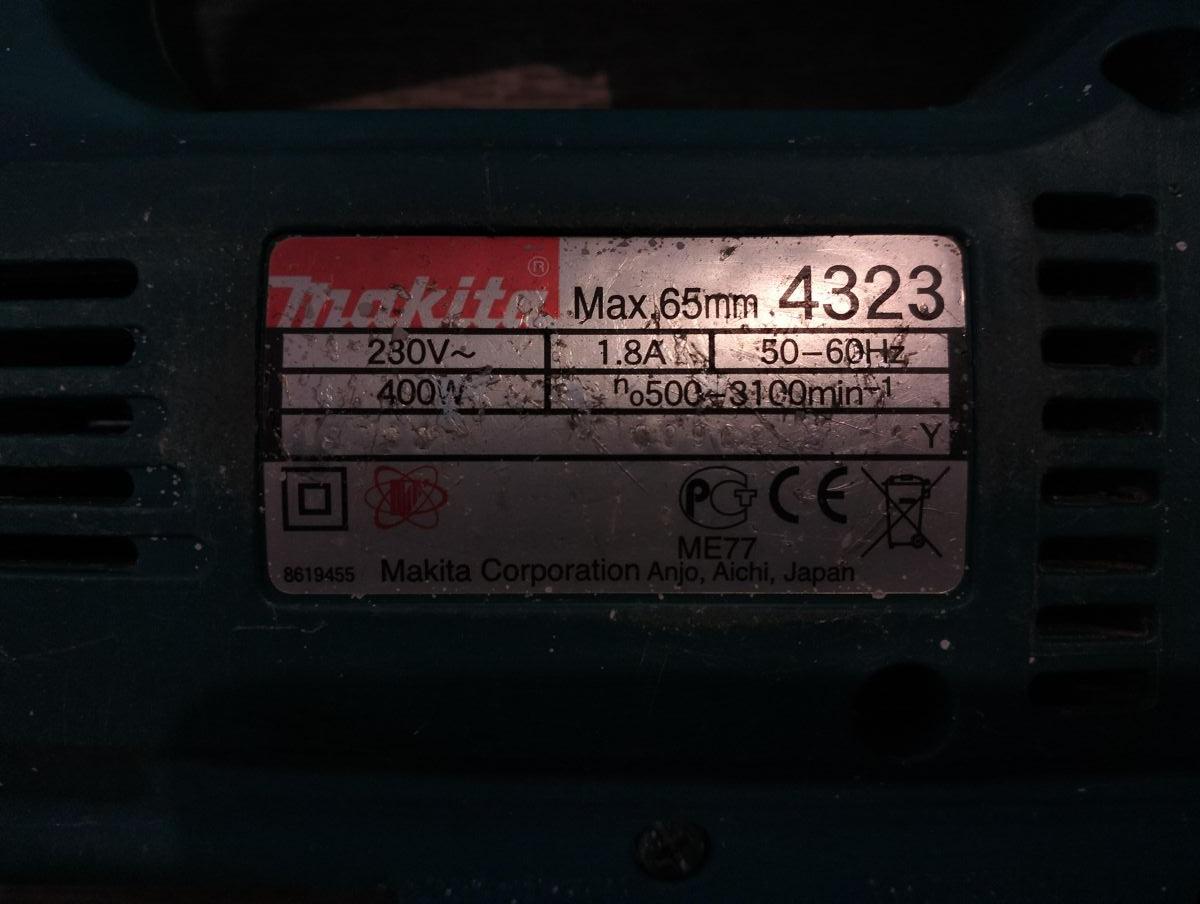 makita®
Max.65mm 4323
230V~ 1.8A 50-60Hz
400W no500-3100min-1
Y
PCT CE
ME77
8619455 Makita Corporation Anjo, Aichi, Japan